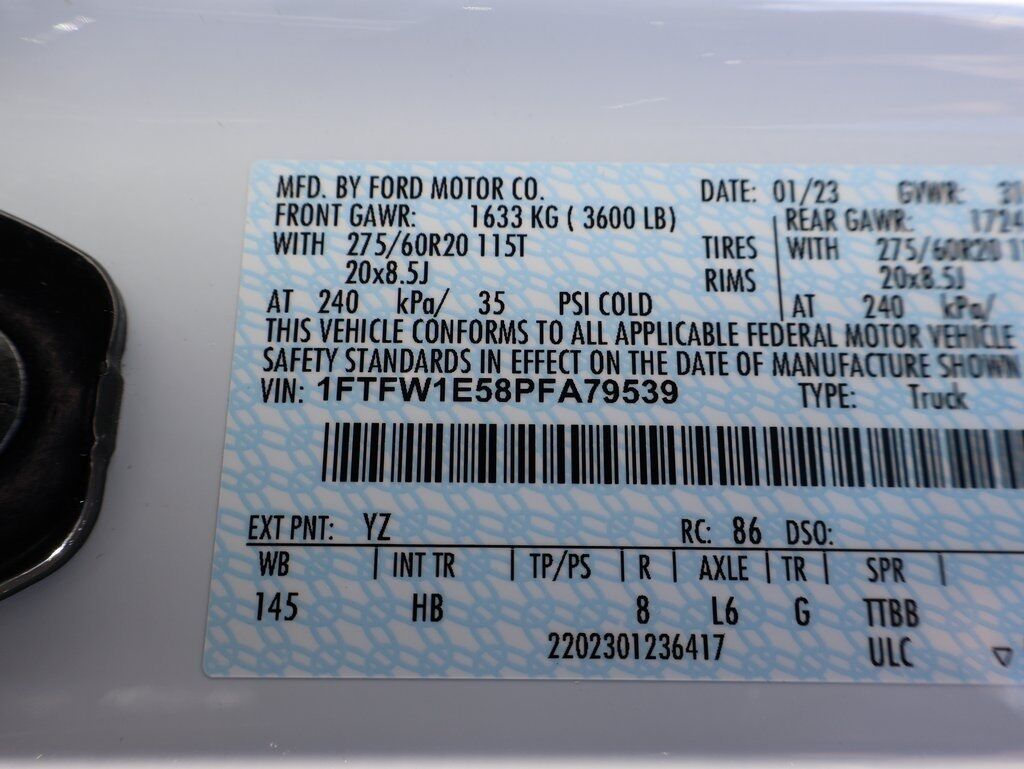 MFD. BY FORD MOTOR CO. DATE: 01/23 GVWR: 31
FRONT GAWR: 1633 KG ( 3600 LB) REAR GAWR: 1724
WITH 275/60R20 115T TIRES WITH 275/60R20 11
20x8.5J RIMS 20x8.5J
AT 240 kPa/ 35 PSI COLD AT 240 kPa/
THIS VEHICLE CONFORMS TO ALL APPLICABLE FEDERAL MOTOR VEHICLE
SAFETY STANDARDS IN EFFECT ON THE DATE OF MANUFACTURE SHOWN
VIN: 1FTFW1E58PFA79539 TYPE: Truck
EXT PNT: YZ RC: 86 DSO:
WB | INT TR | TP/PS | R | AXLE | TR | SPR |
145 HB 8 L6 G TTBB
2202301236417 ULC